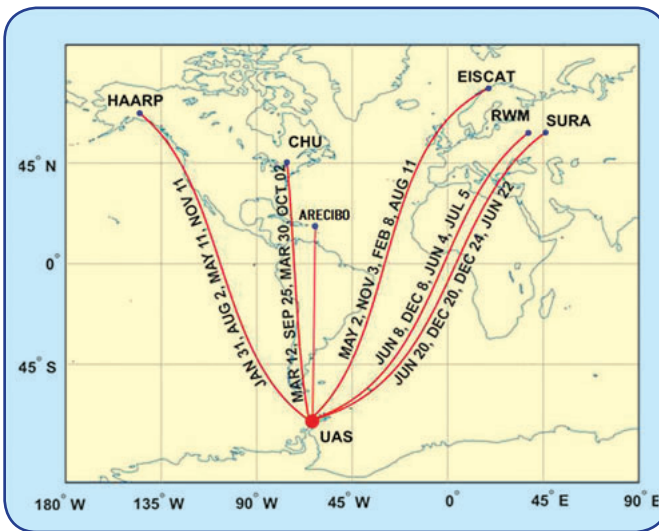 EISCAT
HAARP
RWM
SURA
CHU
45° N
ARECIBO
0°
45° S
JAN 31, AUG 2, MAY 11, NOV 11
MAR 12, SEP 25, MAR 30, OCT 02
MAY 2, NOV 3, FEB 8, AUG 11
JUN 8, DEC 8, JUN 4, JUL 5
JUN 20, DEC 20, DEC 24, JUN 22
UAS
180° W 135° W 90° W 45° W 0° 45° E 90° E